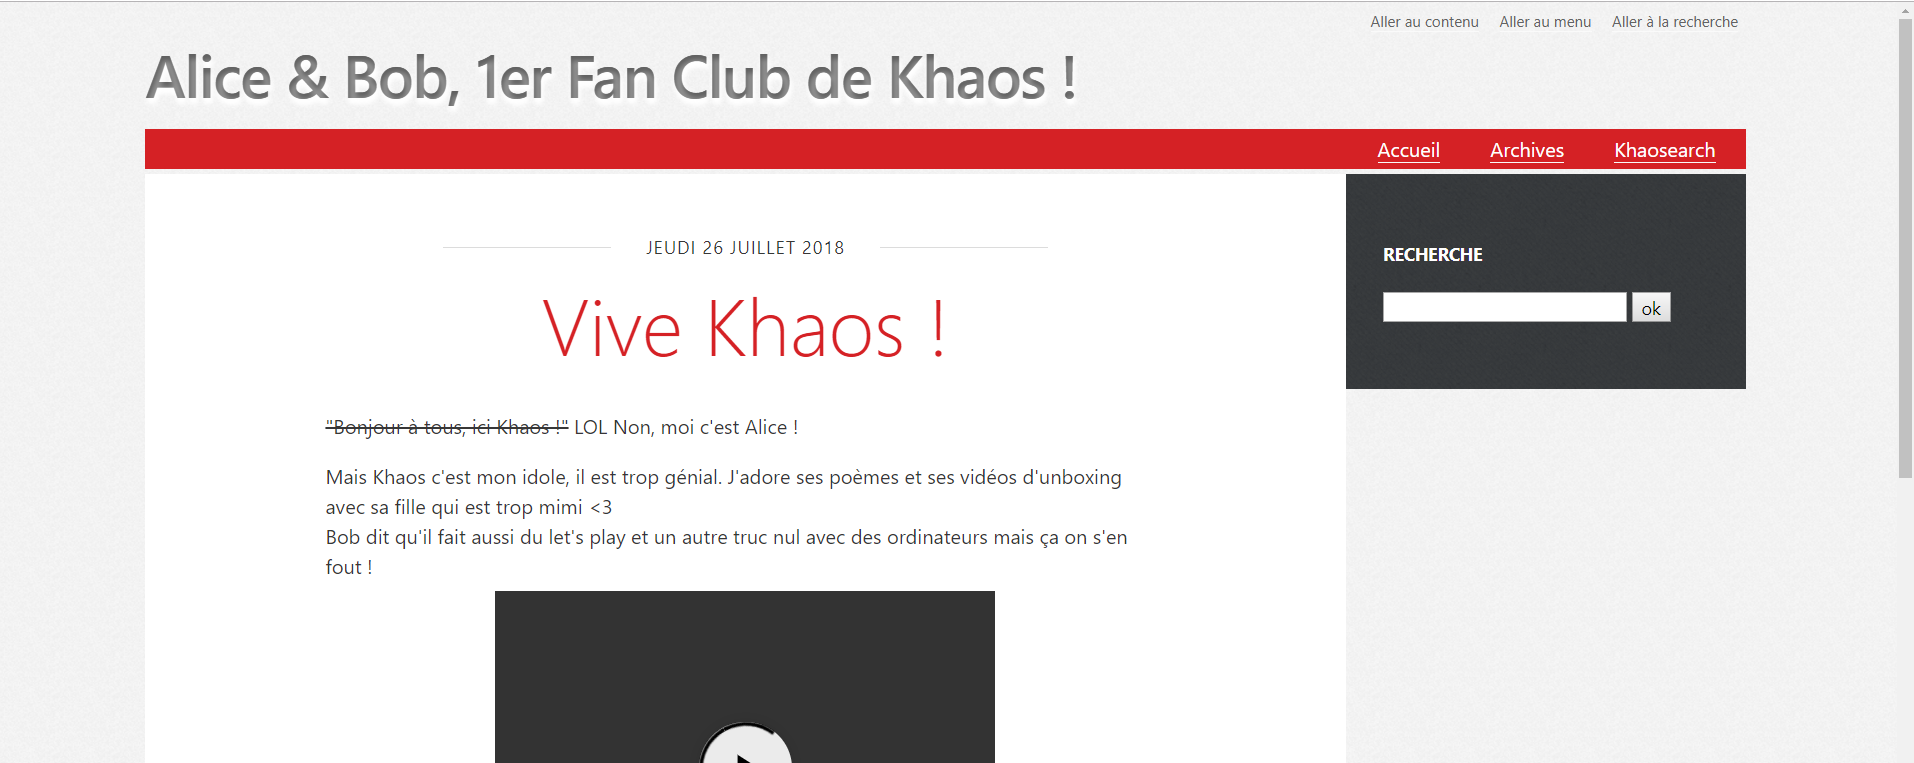 Aller au contenu Aller au menu Aller à la recherche
Alice & Bob, 1er Fan Club de Khaos !
Accueil Archives Khaosearch
JEUDI 26 JUILLET 2018
Vive Khaos !
"Bonjour à tous, ici Khaos !" LOL Non, moi c'est Alice !
Mais Khaos c'est mon idole, il est trop génial. J'adore ses poèmes et ses vidéos d'unboxing
avec sa fille qui est trop mimi <3
Bob dit qu'il fait aussi du let's play et un autre truc nul avec des ordinateurs mais ça on s'en
fout !
RECHERCHE
ok